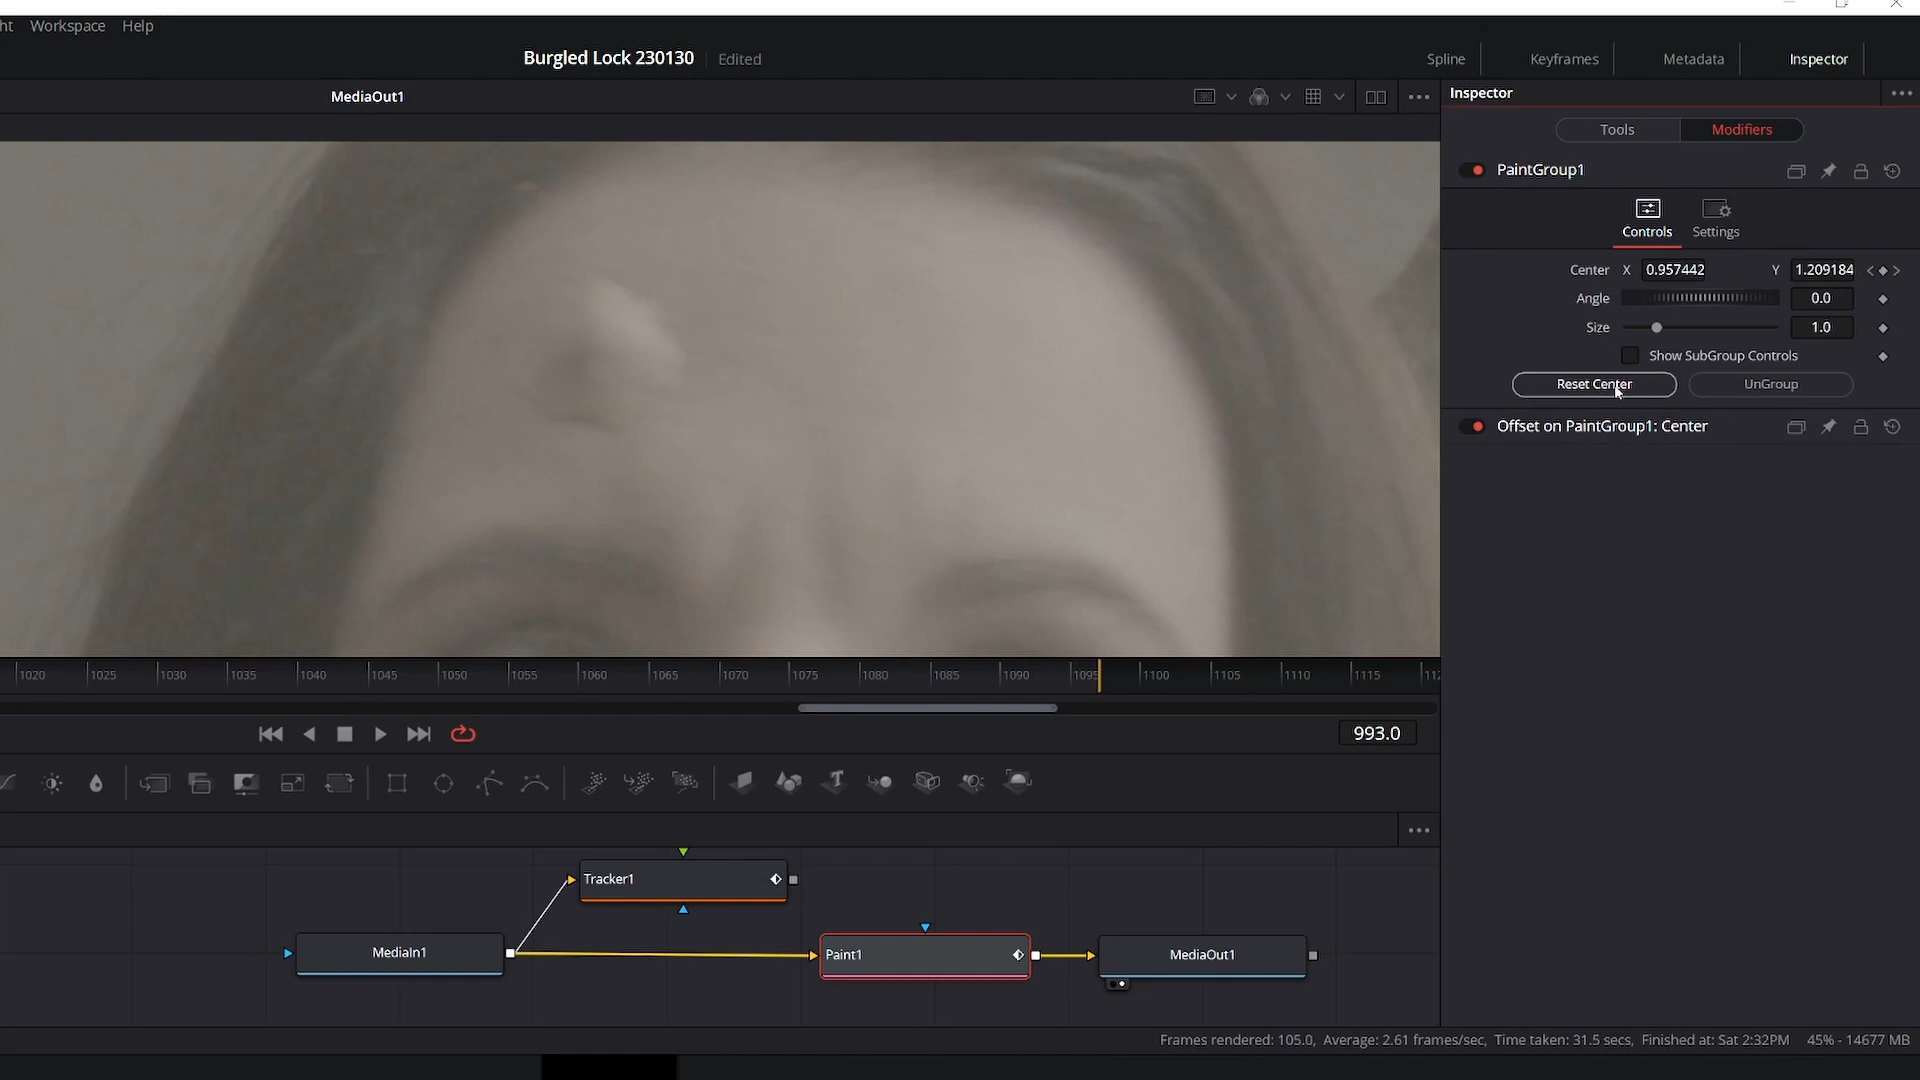 ht Workspace Help
Burgled Lock 230130 Edited
Spline Keyframes Metadata Inspector
MediaOut1
Inspector
Tools Modifiers
PaintGroup1
Controls Settings
Center X 0.957442 Y 1.209184
Angle 0.0
Size 1.0
Show SubGroup Controls
Reset Center UnGroup
Offset on PaintGroup1: Center
1020 1025 1030 1035 1040 1045 1050 1055 1060 1065 1070 1075 1080 1085 1090 1095 1100 1105 1110 1115 112
993.0
Tracker1
MediaIn1
Paint1
MediaOut1
Frames rendered: 105.0, Average: 2.61 frames/sec, Time taken: 31.5 secs, Finished at: Sat 2:32PM 45% - 14677 MB